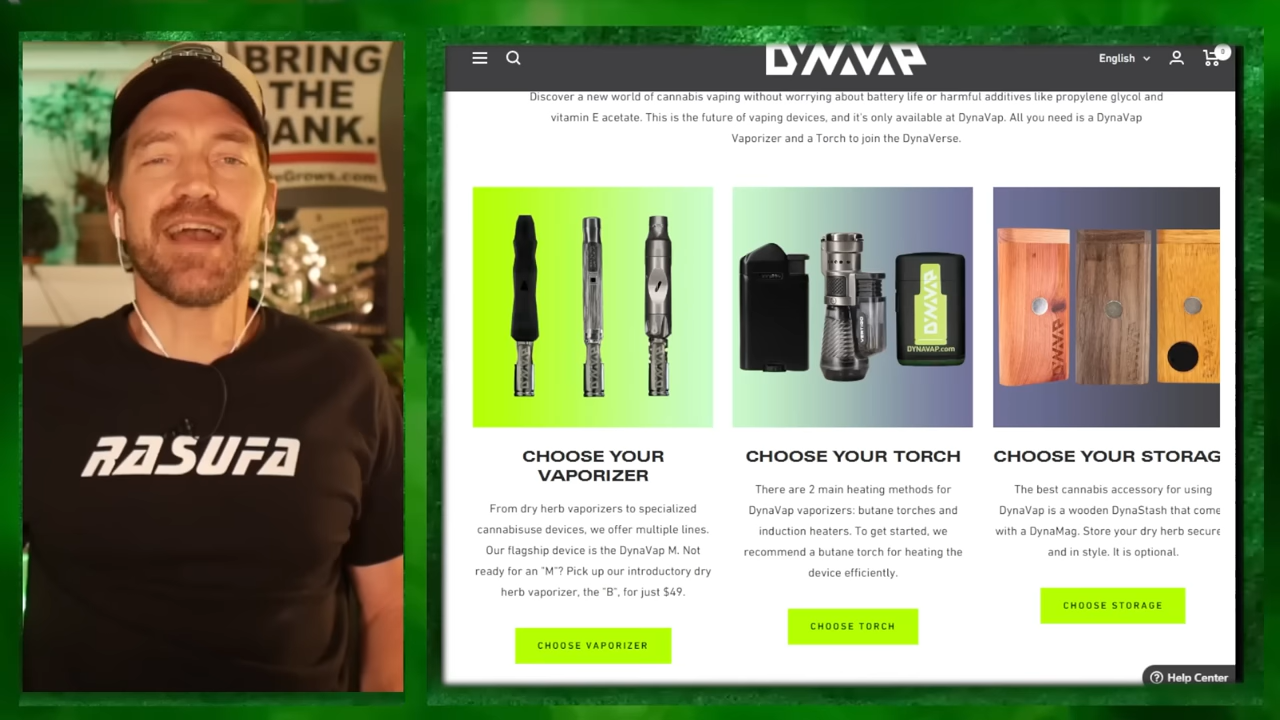 BRING
THE
DANK.
eGrows.com
RASUFA
DYNAVAP
English
0
Discover a new world of cannabis vaping without worrying about battery life or harmful additives like propylene glycol and
vitamin E acetate. This is the future of vaping devices, and it's only available at DynaVap. All you need is a DynaVap
Vaporizer and a Torch to join the DynaVerse.
DYNAVAP
VERTIGO
DYNAVAP
DYNAVAP.com
DYNAVAP
CHOOSE YOUR
VAPORIZER
From dry herb vaporizers to specialized
cannabisuse devices, we offer multiple lines.
Our flagship device is the DynaVap M. Not
ready for an "M"? Pick up our introductory dry
herb vaporizer, the "B", for just $49.
CHOOSE VAPORIZER
CHOOSE YOUR TORCH
There are 2 main heating methods for
DynaVap vaporizers: butane torches and
induction heaters. To get started, we
recommend a butane torch for heating the
device efficiently.
CHOOSE TORCH
CHOOSE YOUR STORAG
The best cannabis accessory for using
DynaVap is a wooden DynaStash that come
with a DynaMag. Store your dry herb secure
and in style. It is optional.
CHOOSE STORAGE
Help Center